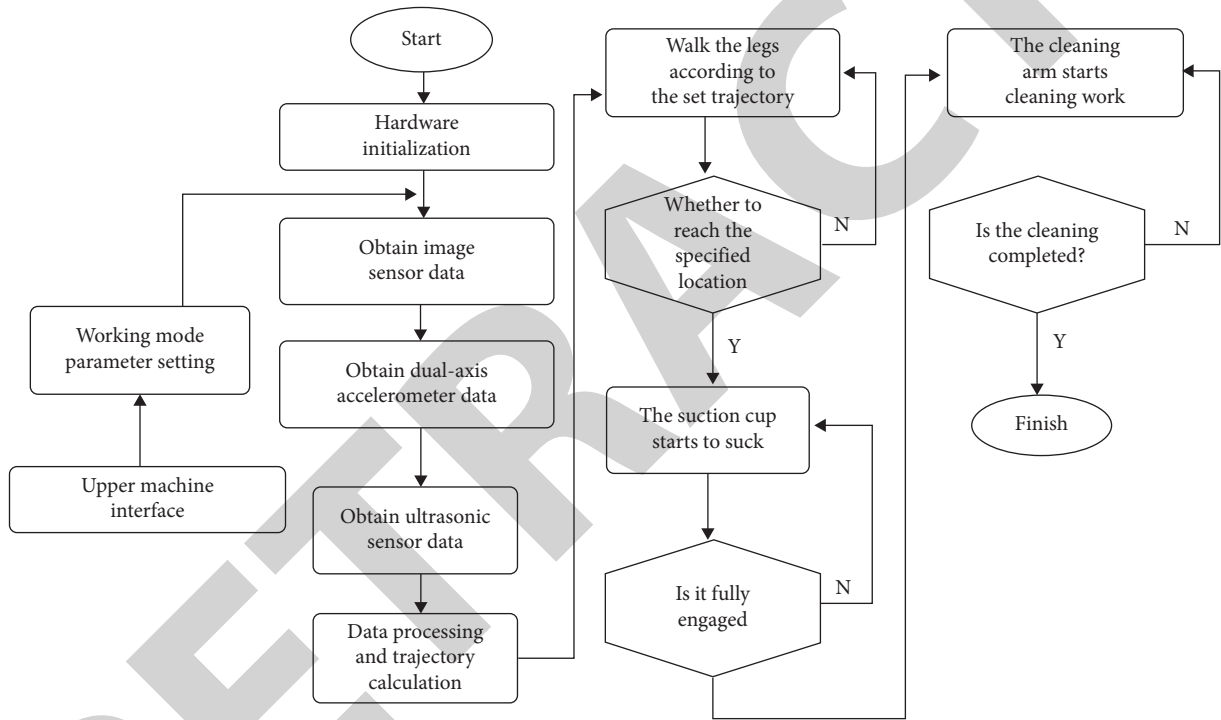 Start
Hardware
initialization
Obtain image
sensor data
Working mode
parameter setting
Obtain dual-axis
accelerometer data
Upper machine
interface
Obtain ultrasonic
sensor data
Data processing
and trajectory
calculation
Walk the legs
according to
the set trajectory
Whether to
reach the
specified
location
N
Y
The suction cup
starts to suck
Is it fully
engaged
N
The cleaning
arm starts
cleaning work
Is the cleaning
completed?
N
Y
Finish
ETRACT